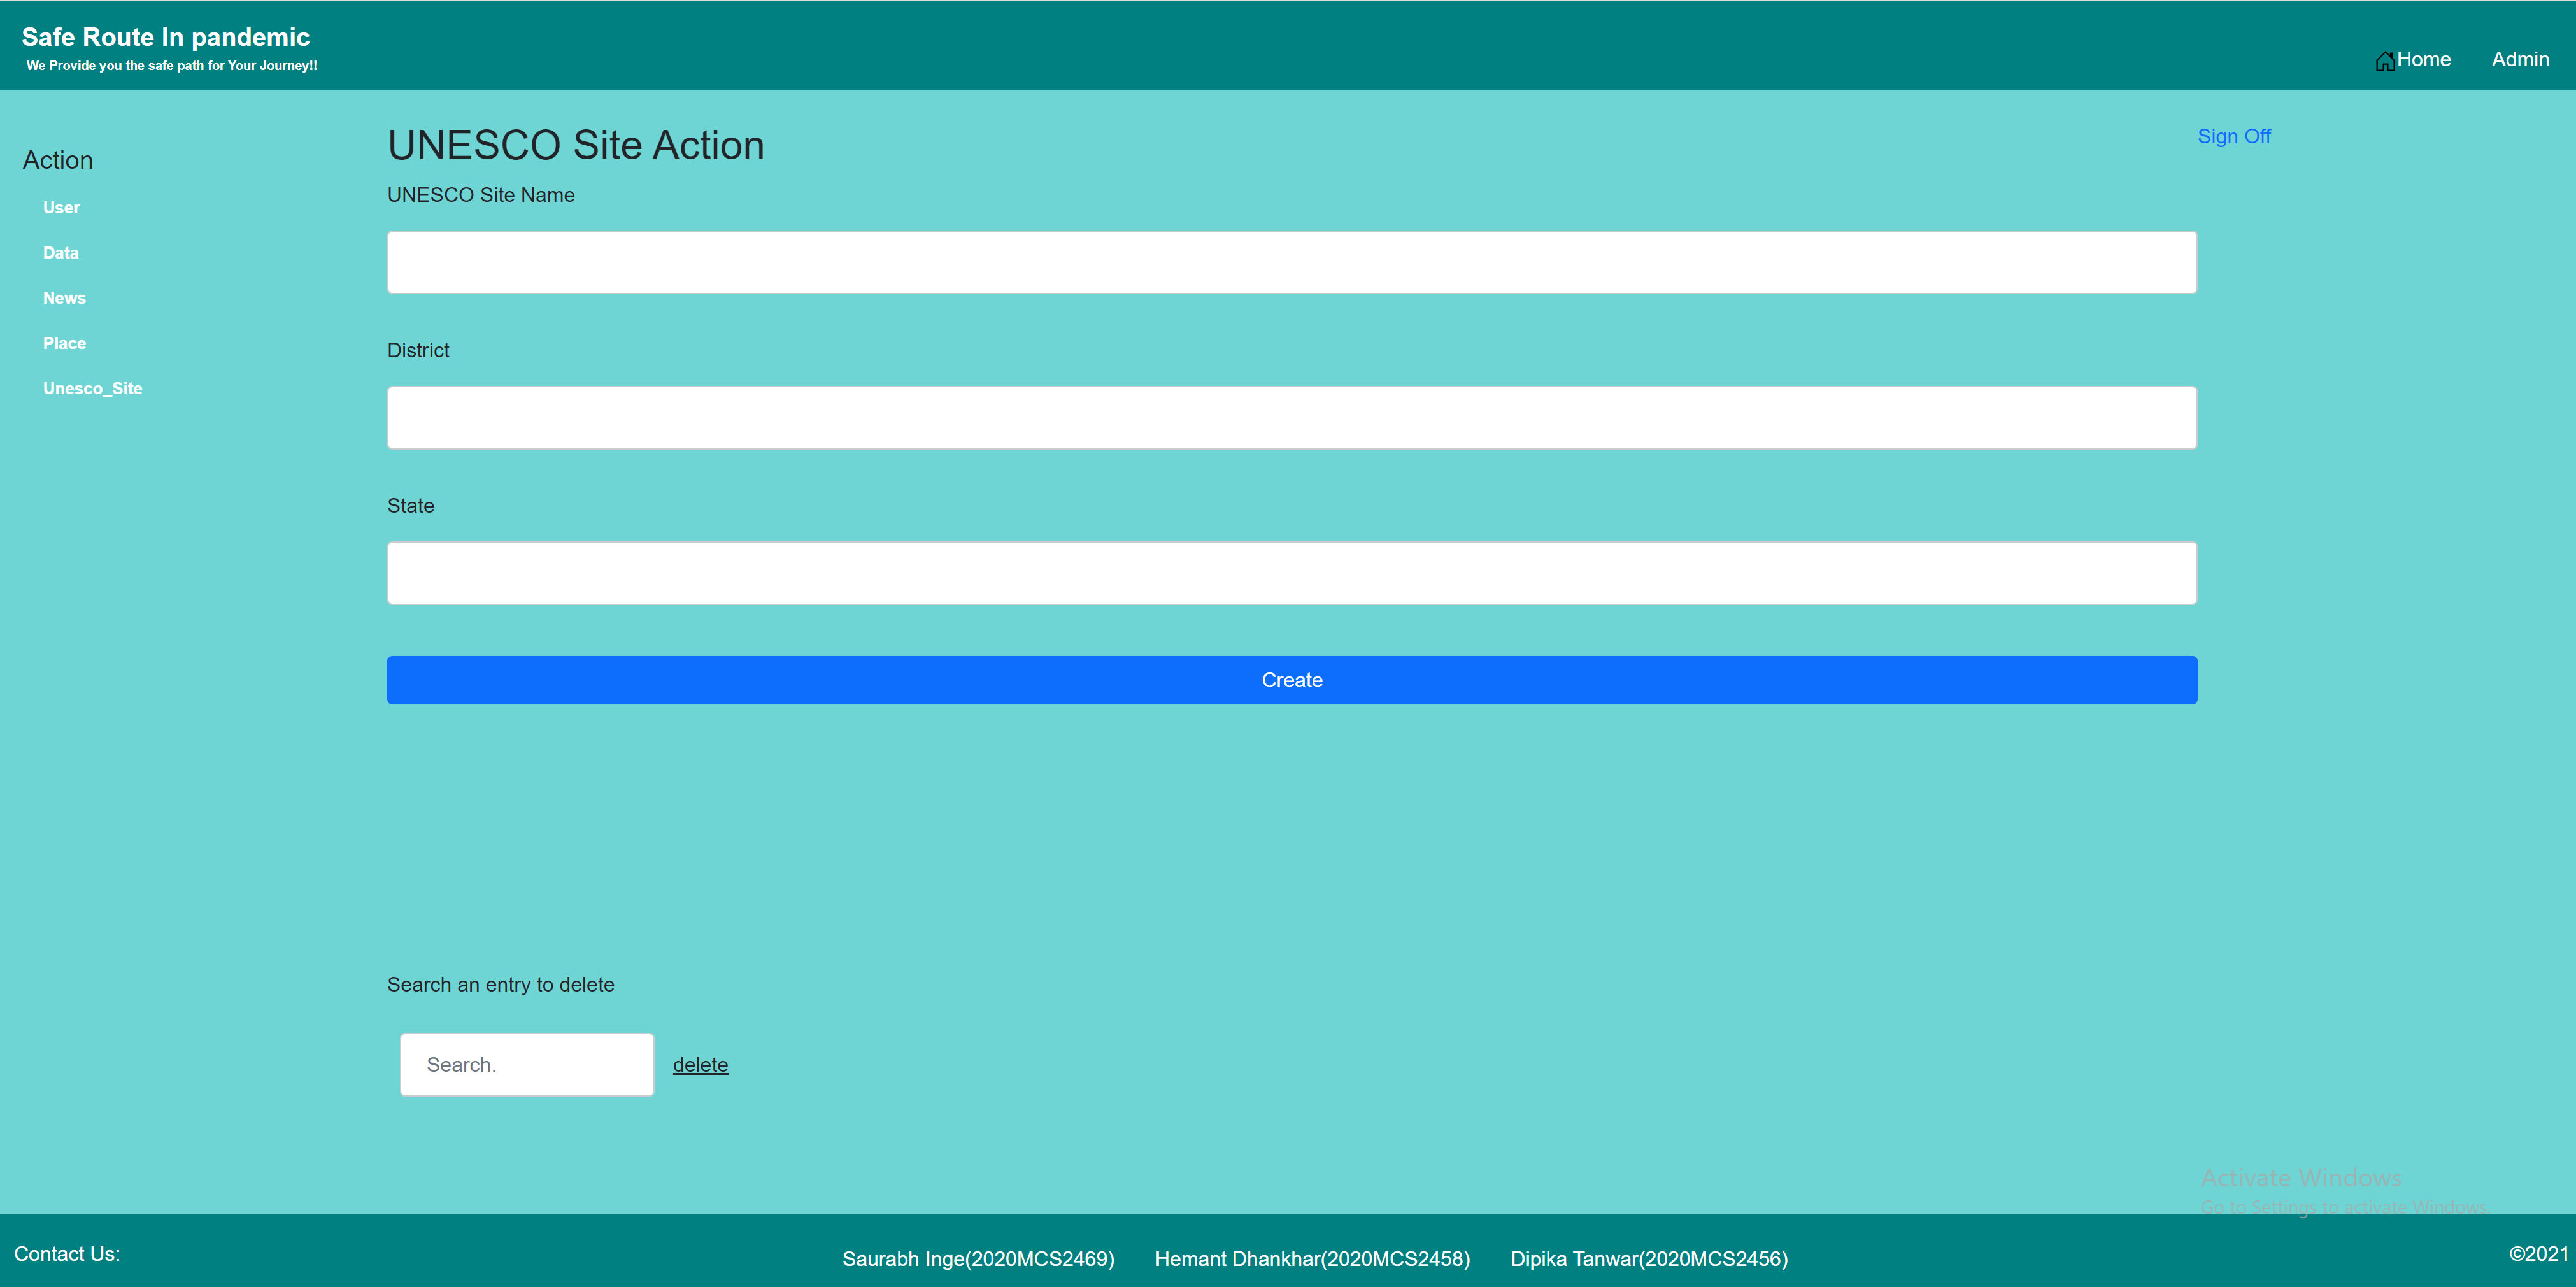 Safe Route In pandemic
We Provide you the safe path for Your Journey!!
Home
Admin
Action
User
Data
News
Place
Unesco_Site
UNESCO Site Action
Sign Off
UNESCO Site Name
District
State
Create
Search an entry to delete
Search.
delete
Activate Windows
Go to Settings to activate Windows.
Contact Us:
Saurabh Inge(2020MCS2469)
Hemant Dhankhar(2020MCS2458)
Dipika Tanwar(2020MCS2456)
©2021